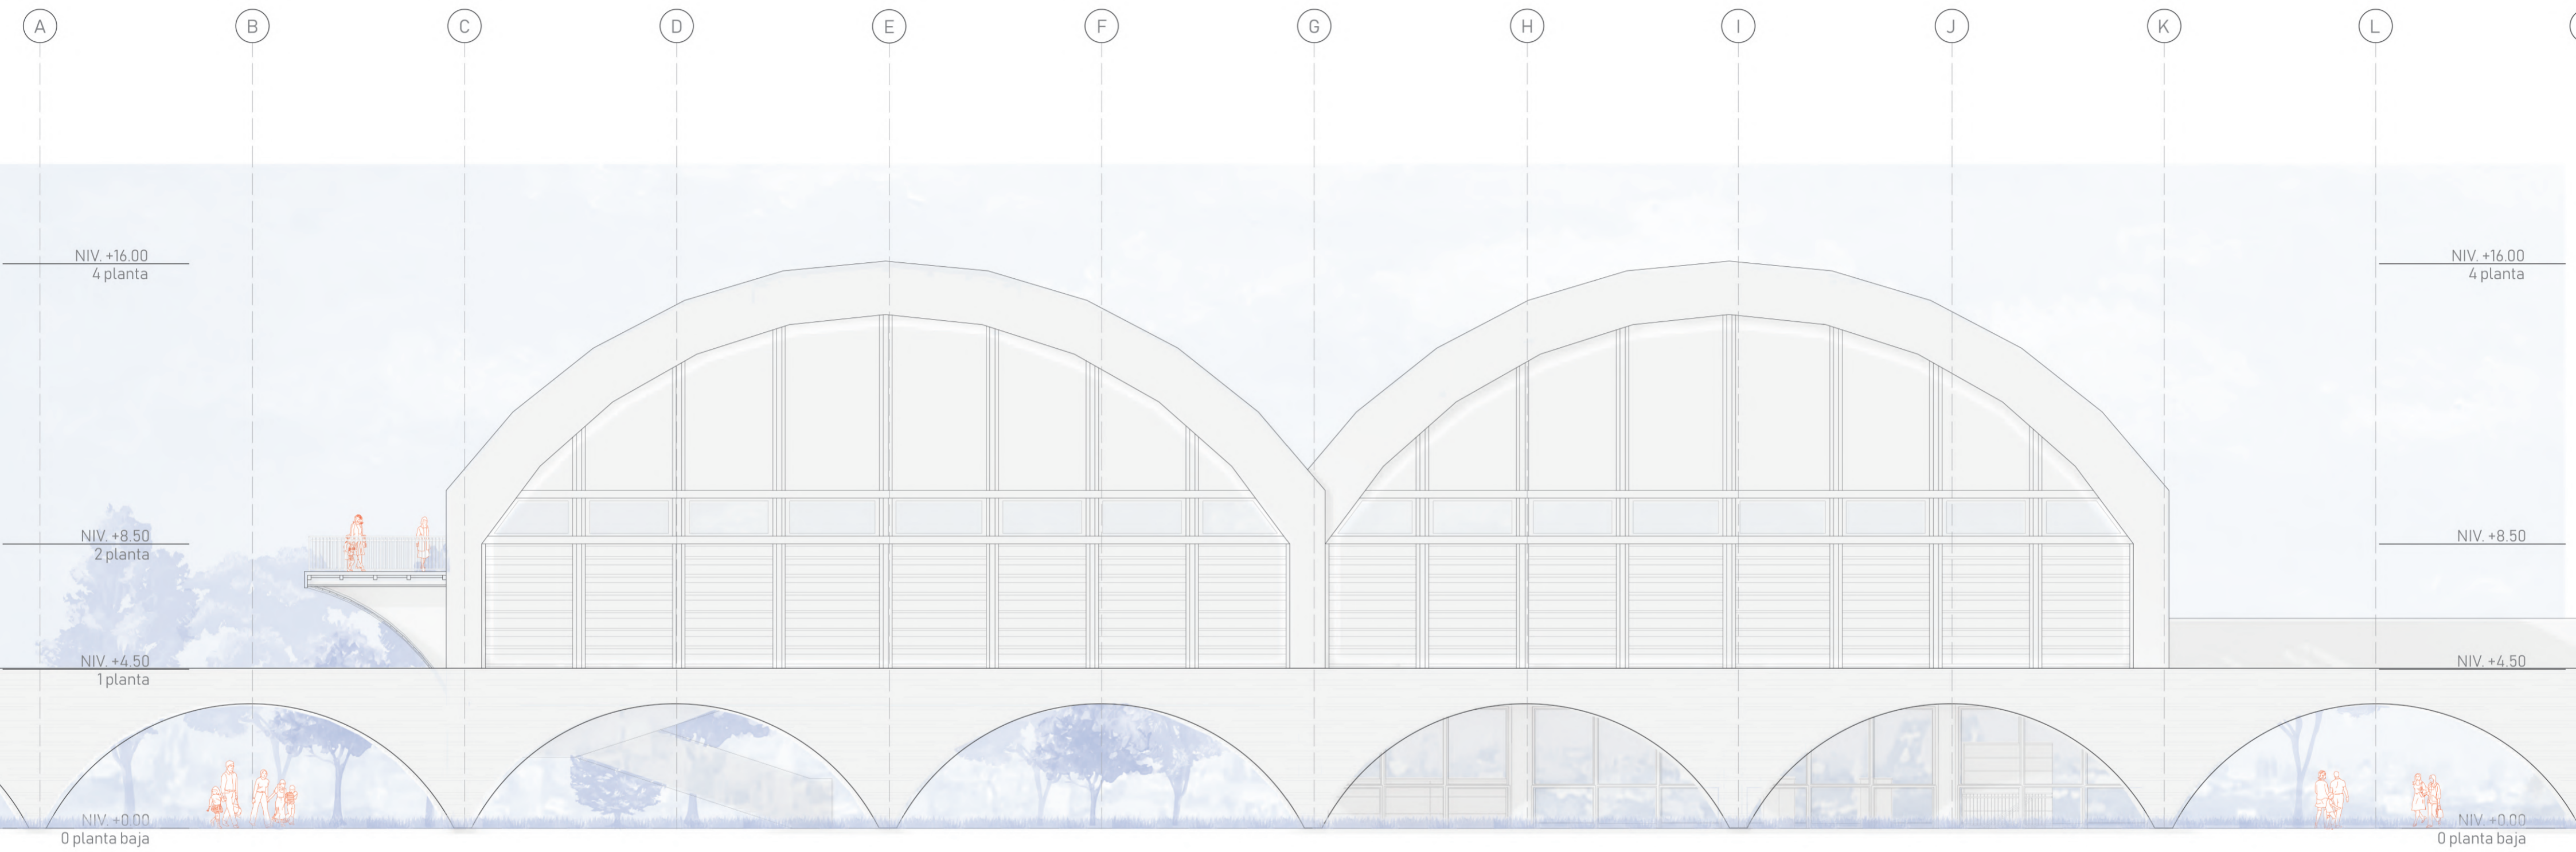 A B C D E F G H I J K L
NIV. +16.00
4 planta
NIV. +16.00
4 planta
NIV. +8.50
2 planta
NIV. +8.50
NIV. +4.50
1 planta
NIV. +4.50
NIV. +0.00
0 planta baja
NIV. +0.00
0 planta baja